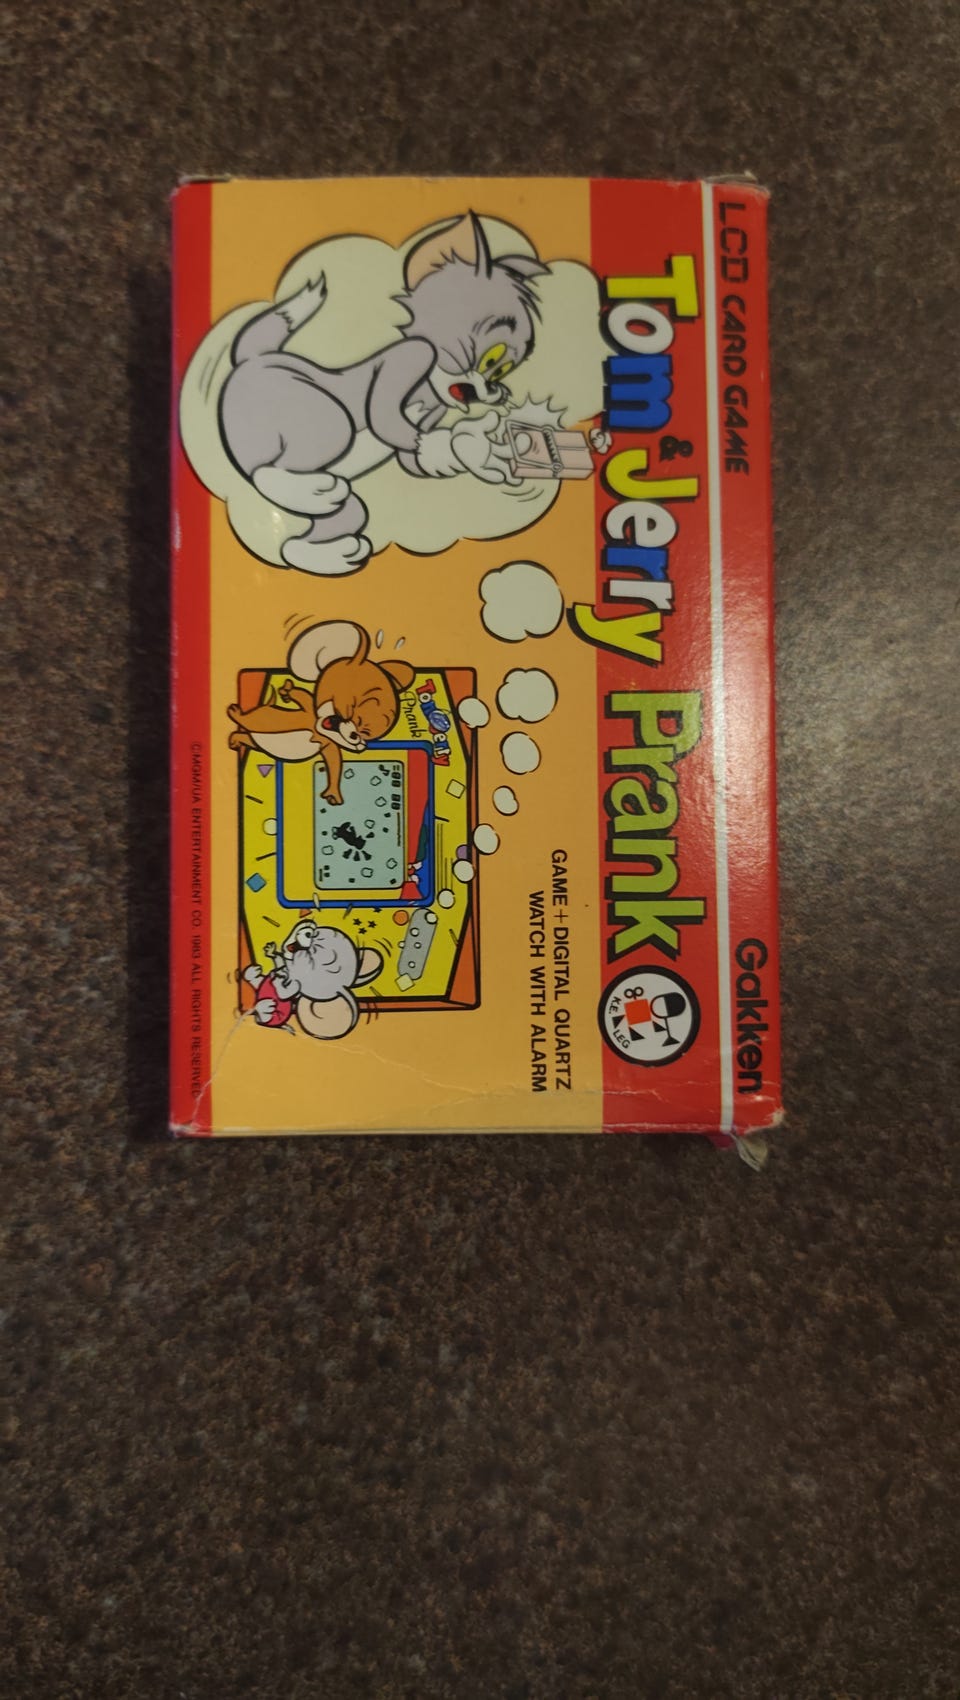 LCD CARD GAME
Gakken
Tom & Jerry Prank
GAME + DIGITAL QUARTZ
WATCH WITH ALARM
Tom & Jerry
Prank
©MGM/UA ENTERTAINMENT CO. 1983 ALL RIGHTS RESERVED